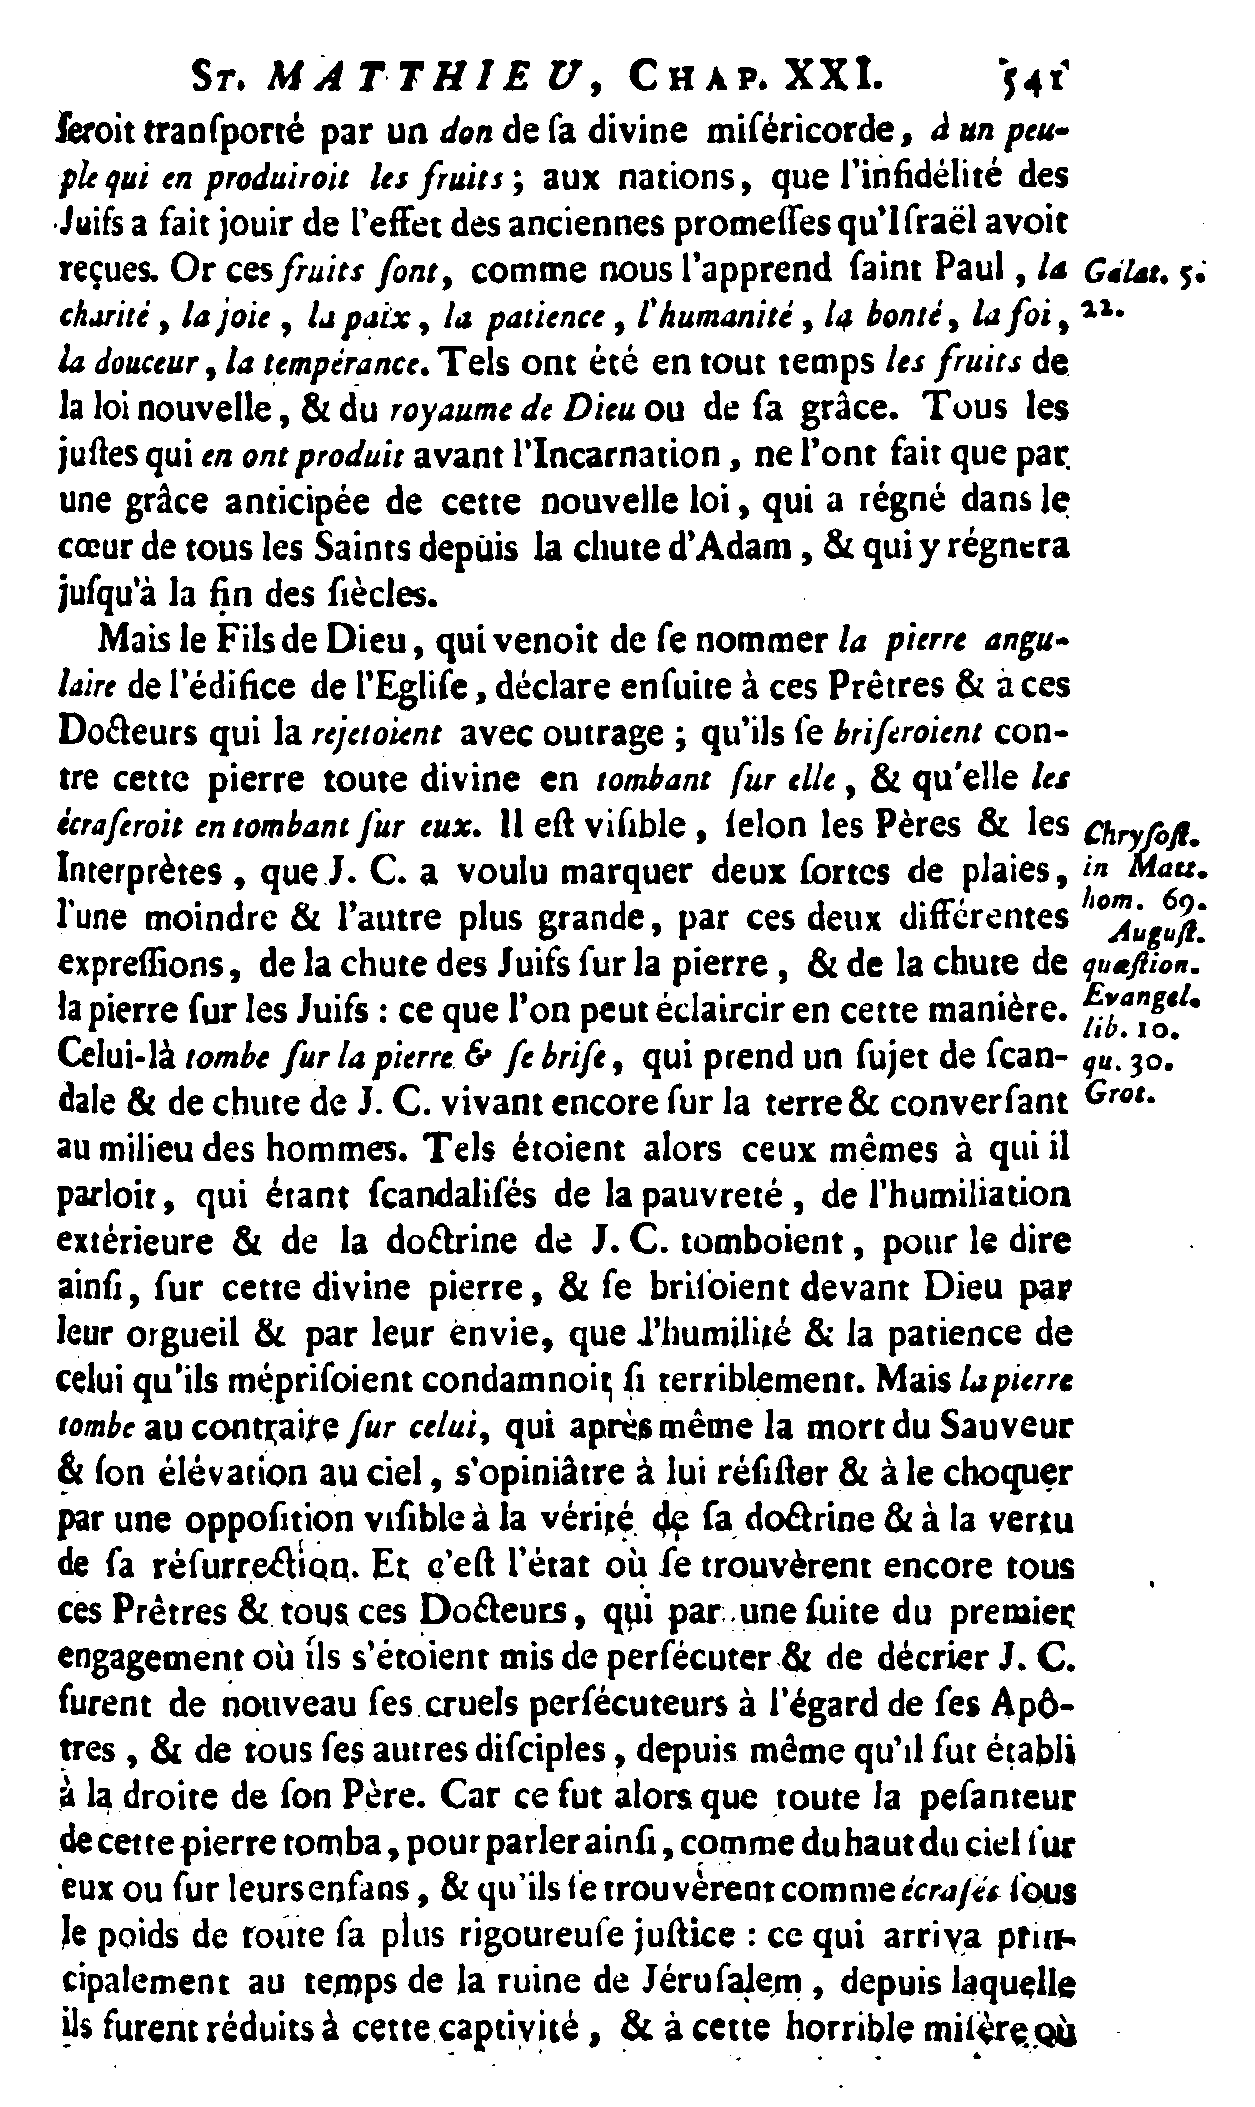 ST. MATTHIEU, CHAP. XXI. 541
ſeroit tranſporté par un don de ſa divine miſéricorde, à un peu-
ple qui en produiroit les fruits; aux nations, que l'infidélité des
Juifs a fait jouir de l'effet des anciennes promeſſes qu'Iſraël avoit
reçues. Or ces fruits ſont, comme nous l'apprend ſaint Paul, la
Galat. 5.
charité, la joie, la paix, la patience, l'humanité, la bonté, la foi,
22.
la douceur, la tempérance. Tels ont été en tout temps les fruits de
la loi nouvelle, & du royaume de Dieu ou de ſa grâce. Tous les
juſtes qui en ont produit avant l'Incarnation, ne l'ont fait que par
une grâce anticipée de cette nouvelle loi, qui a régné dans le
cœur de tous les Saints depuis la chute d'Adam, & qui y régnera
juſqu'à la fin des ſiècles.
Mais le Fils de Dieu, qui venoit de ſe nommer la pierre angu-
laire de l'édifice de l'Egliſe, déclare enſuite à ces Prêtres & à ces
Docteurs qui la rejetoient avec outrage; qu'ils ſe briſeroient con-
tre cette pierre toute divine en tombant ſur elle, & qu'elle les
écraſeroit en tombant ſur eux. Il eſt viſible, ſelon les Pères & les
Interprètes, que J. C. a voulu marquer deux ſortes de plaies,
l'une moindre & l'autre plus grande, par ces deux différentes
expreſſions, de la chute des Juifs ſur la pierre, & de la chute de
la pierre ſur les Juifs : ce que l'on peut éclaircir en cette manière.
Celui-là tombe ſur la pierre & ſe briſe, qui prend un ſujet de ſcan-
dale & de chute de J. C. vivant encore ſur la terre & converſant
Chryſoſt.
in Matt.
hom. 69.
Auguſt.
quæſtion.
Evangel.
lib. 10.
qu. 30.
Grot.
au milieu des hommes. Tels étoient alors ceux mêmes à qui il
parloit, qui étant ſcandaliſés de la pauvreté, de l'humiliation
extérieure & de la doctrine de J. C. tomboient, pour le dire
ainſi, ſur cette divine pierre, & ſe briſoient devant Dieu par
leur orgueil & par leur envie, que l'humilité & la patience de
celui qu'ils mépriſoient condamnoit ſi terriblement. Mais la pierre
tombe au contraire ſur celui, qui après même la mort du Sauveur
& ſon élévation au ciel, s'opiniâtre à lui réſiſter & à le choquer
par une oppoſition viſible à la vérité de ſa doctrine & à la vertu
de ſa réſurrection. Et c'eſt l'état où ſe trouvèrent encore tous
ces Prêtres & tous ces Docteurs, qui par une ſuite du premier
engagement où ils s'étoient mis de perſécuter & de décrier J. C.
furent de nouveau ſes cruels perſécuteurs à l'égard de ſes Apô-
tres, & de tous ſes autres diſciples, depuis même qu'il fut établi
à la droite de ſon Père. Car ce fut alors que toute la peſanteur
de cette pierre tomba, pour parler ainſi, comme du haut du ciel ſur
eux ou ſur leurs enfans, & qu'ils ſe trouvèrent comme écraſés ſous
le poids de toute ſa plus rigoureuſe juſtice : ce qui arriva prin-
cipalement au temps de la ruine de Jéruſalem, depuis laquelle
ils furent réduits à cette captivité, & à cette horrible miſère où